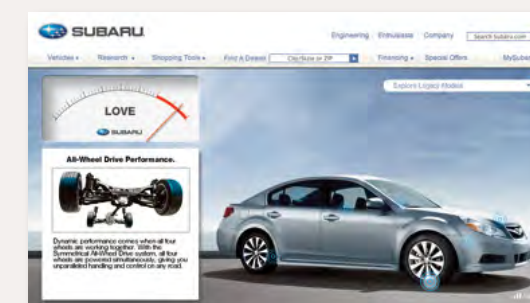 SUBARU
Engineering Enthusiasts Company Search Subaru.com
Vehicles Research Shopping Tools Find A Dealer City/State or ZIP Financing Special Offers MySubaru
Explore Legacy Models
LOVE
SUBARU
All-Wheel Drive Performance.
Dynamic performance comes when all four
wheels are working together. With the
Symmetrical All-Wheel Drive system, all four
wheels are powered simultaneously, giving you
unparalleled handling and control on any road.